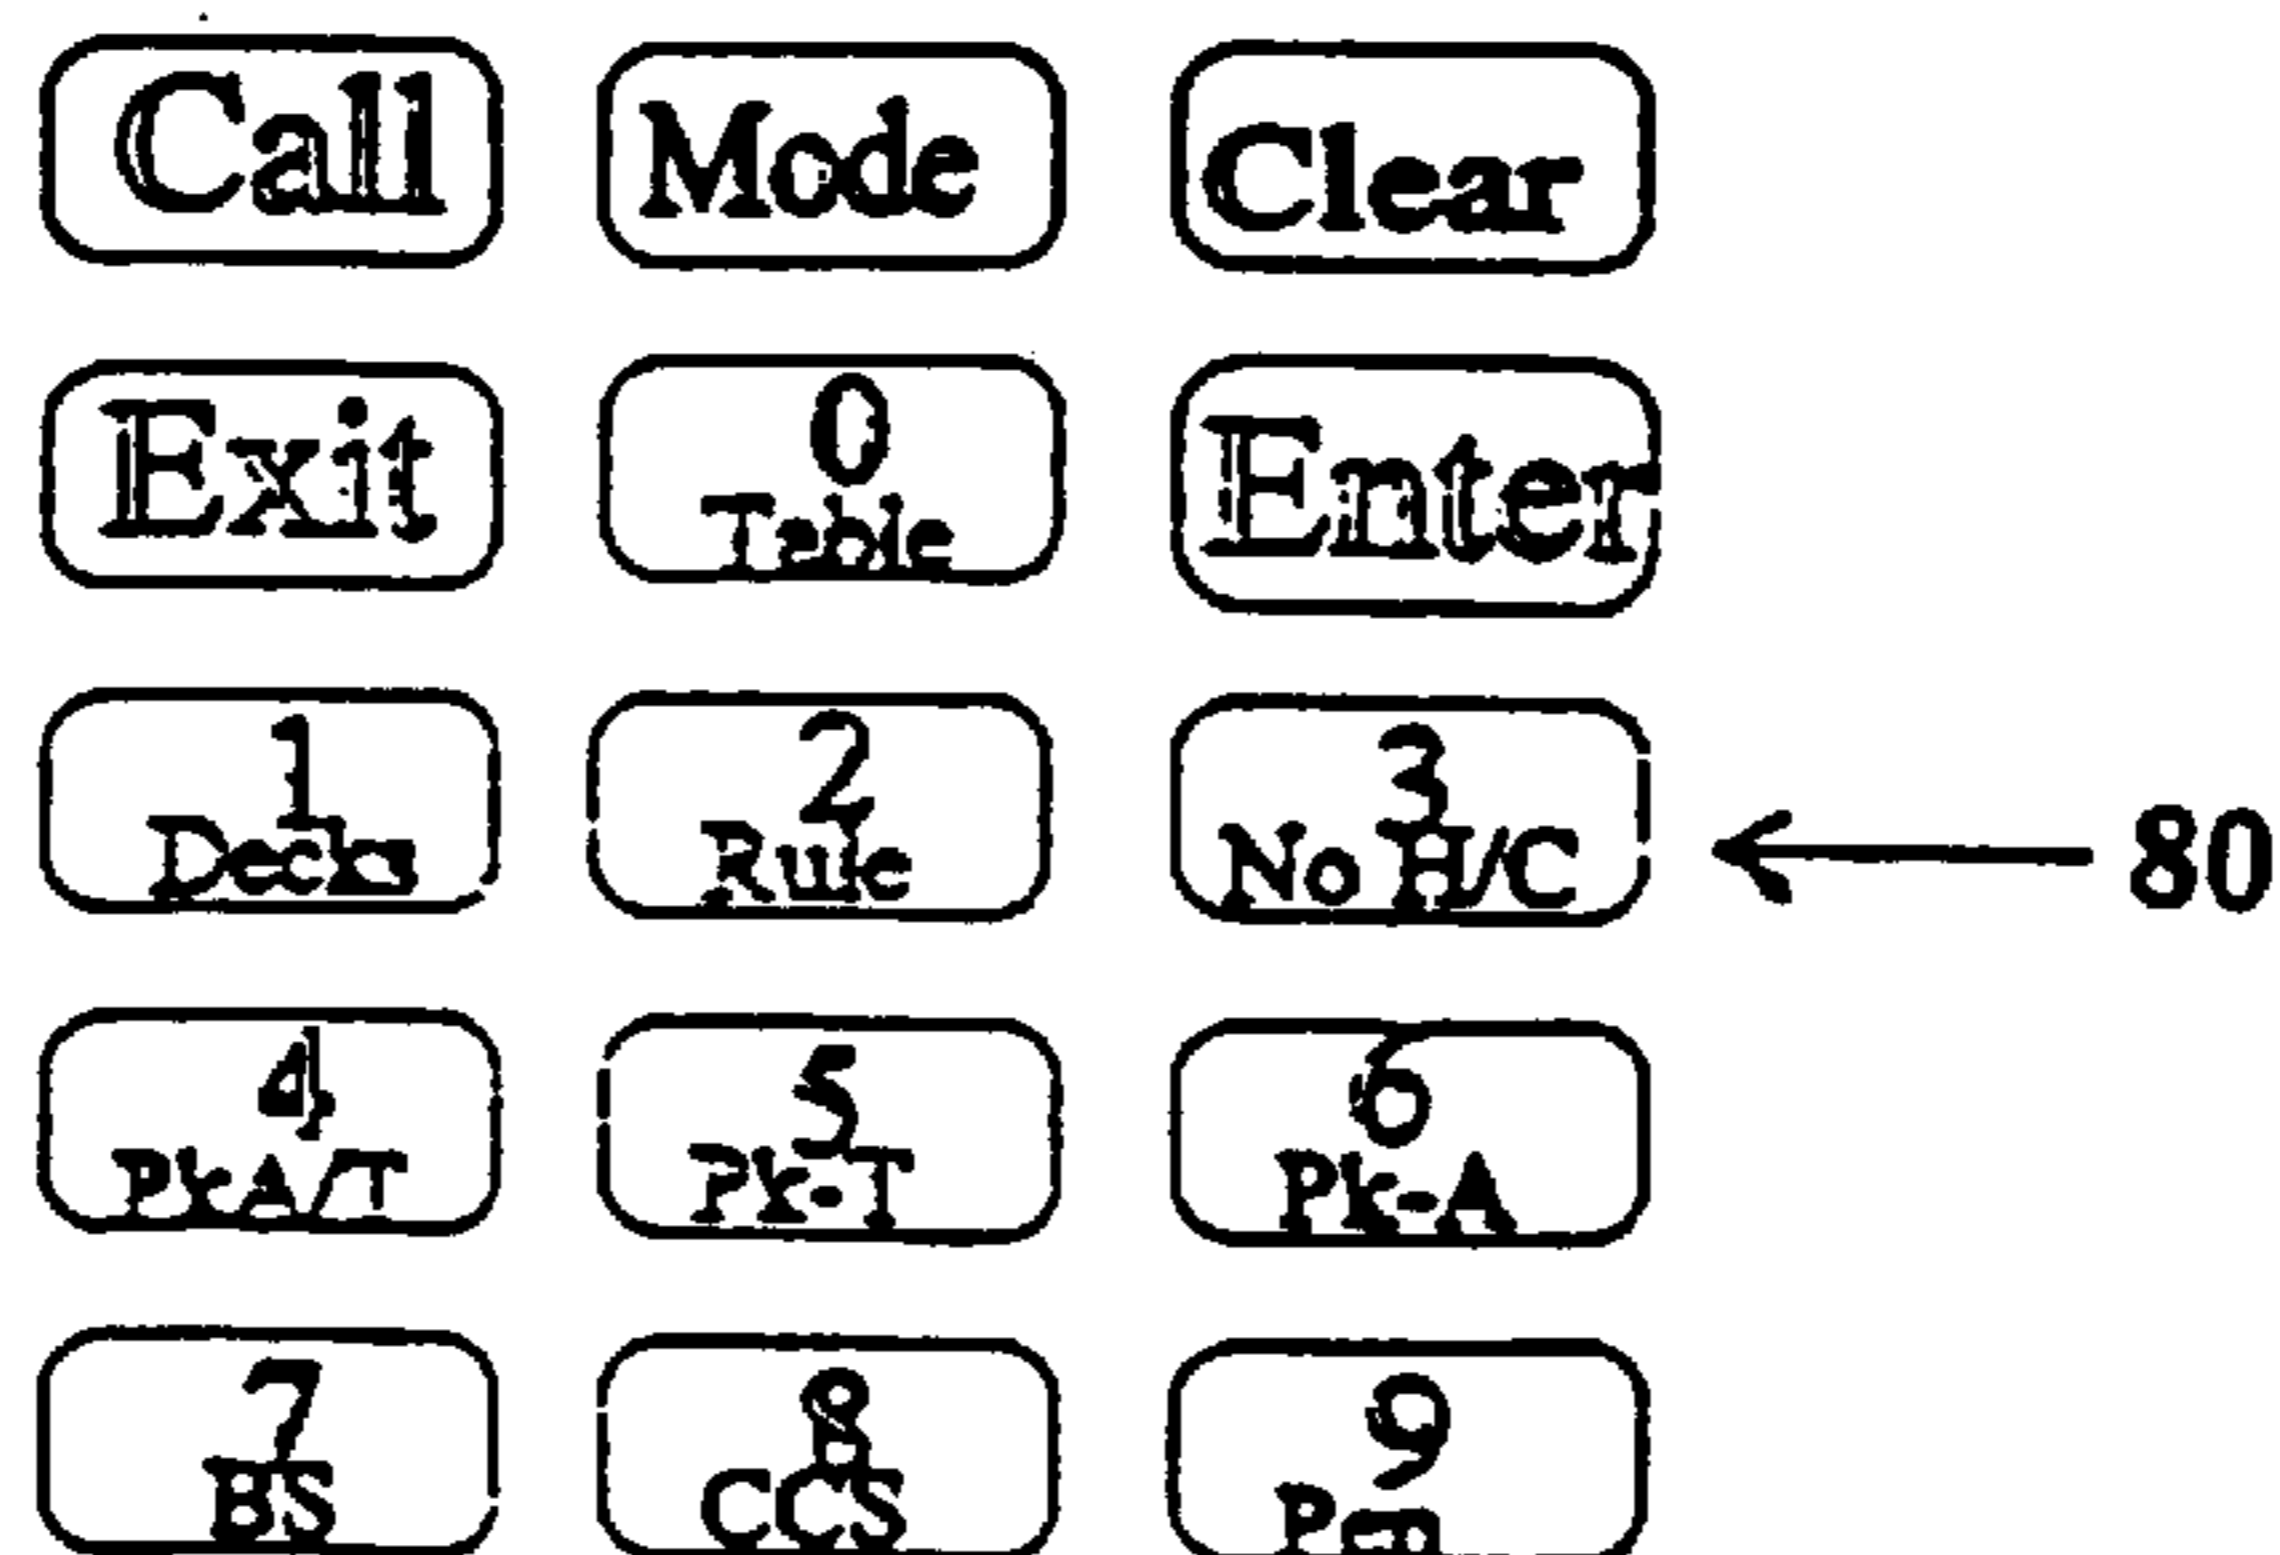 Call Mode Clear
Exit 0 Enter
Table
1 2 3
Decks Rule No H/C
80
4 5 6
Pk A/T Pk-T Pk-A
7 8 9
BS CCS